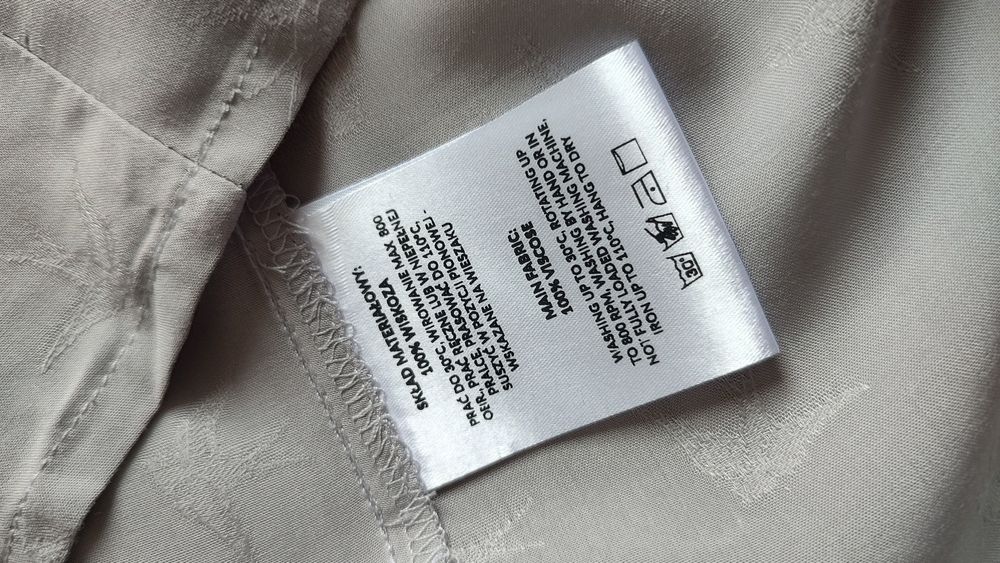 SKŁAD MATERIAŁOWY:
100% WISKOZA
PRAĆ DO 30°C, WIROWANIE MAX 800
OBR., PRAĆ RĘCZNE LUB W NIEPEŁNEJ
PRALCE, PRASOWAĆ DO 110°C,
SUSZYĆ W POZYCJI PIONOWEJ -
WSKAZANE NA WIESZAKU
MAIN FABRIC:
100% VISCOSE
WASHING UP TO 30°C, ROTATING UP
TO 800 RPM, WASHING BY HAND OR IN
NOT FULLY LOADED WASHING MACHINE,
IRON UP TO 110°C, HANG TO DRY
30°